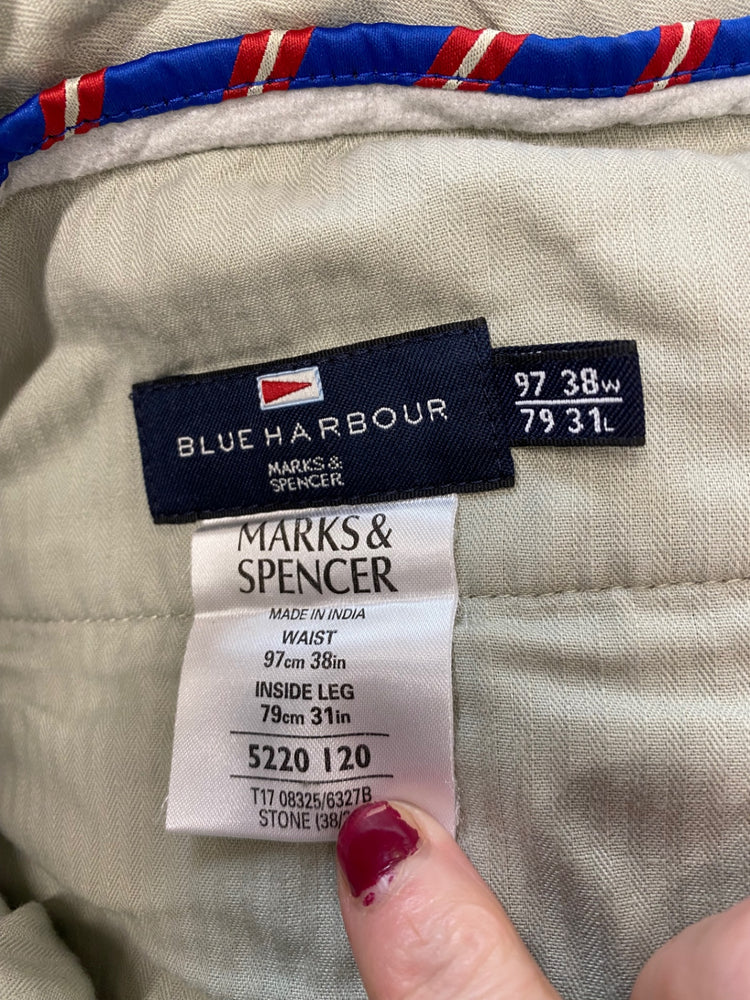 BLUE HARBOUR
MARKS &
SPENCER
97 38W
79 31L
MARKS &
SPENCER
MADE IN INDIA
WAIST
97cm 38in
INSIDE LEG
79cm 31in
5220 120
T17 08325/6327B
STONE (38/